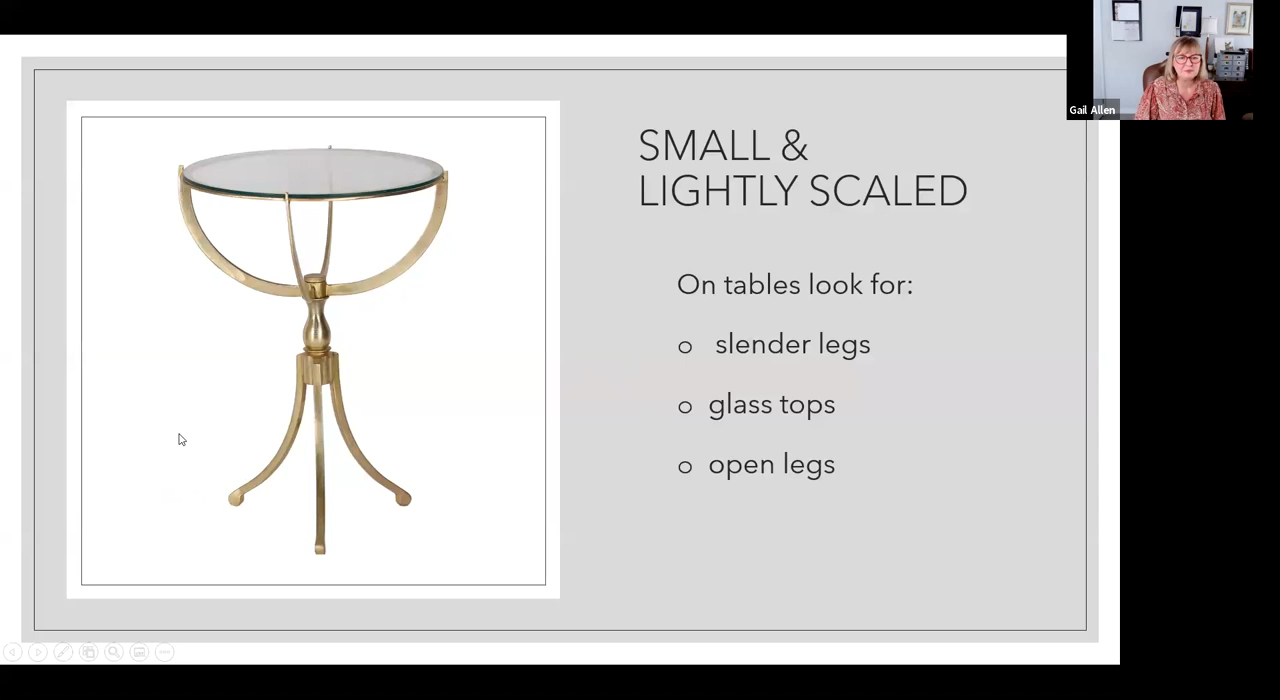 Gail Allen
SMALL &
LIGHTLY SCALED
On tables look for:
o slender legs
o glass tops
o open legs